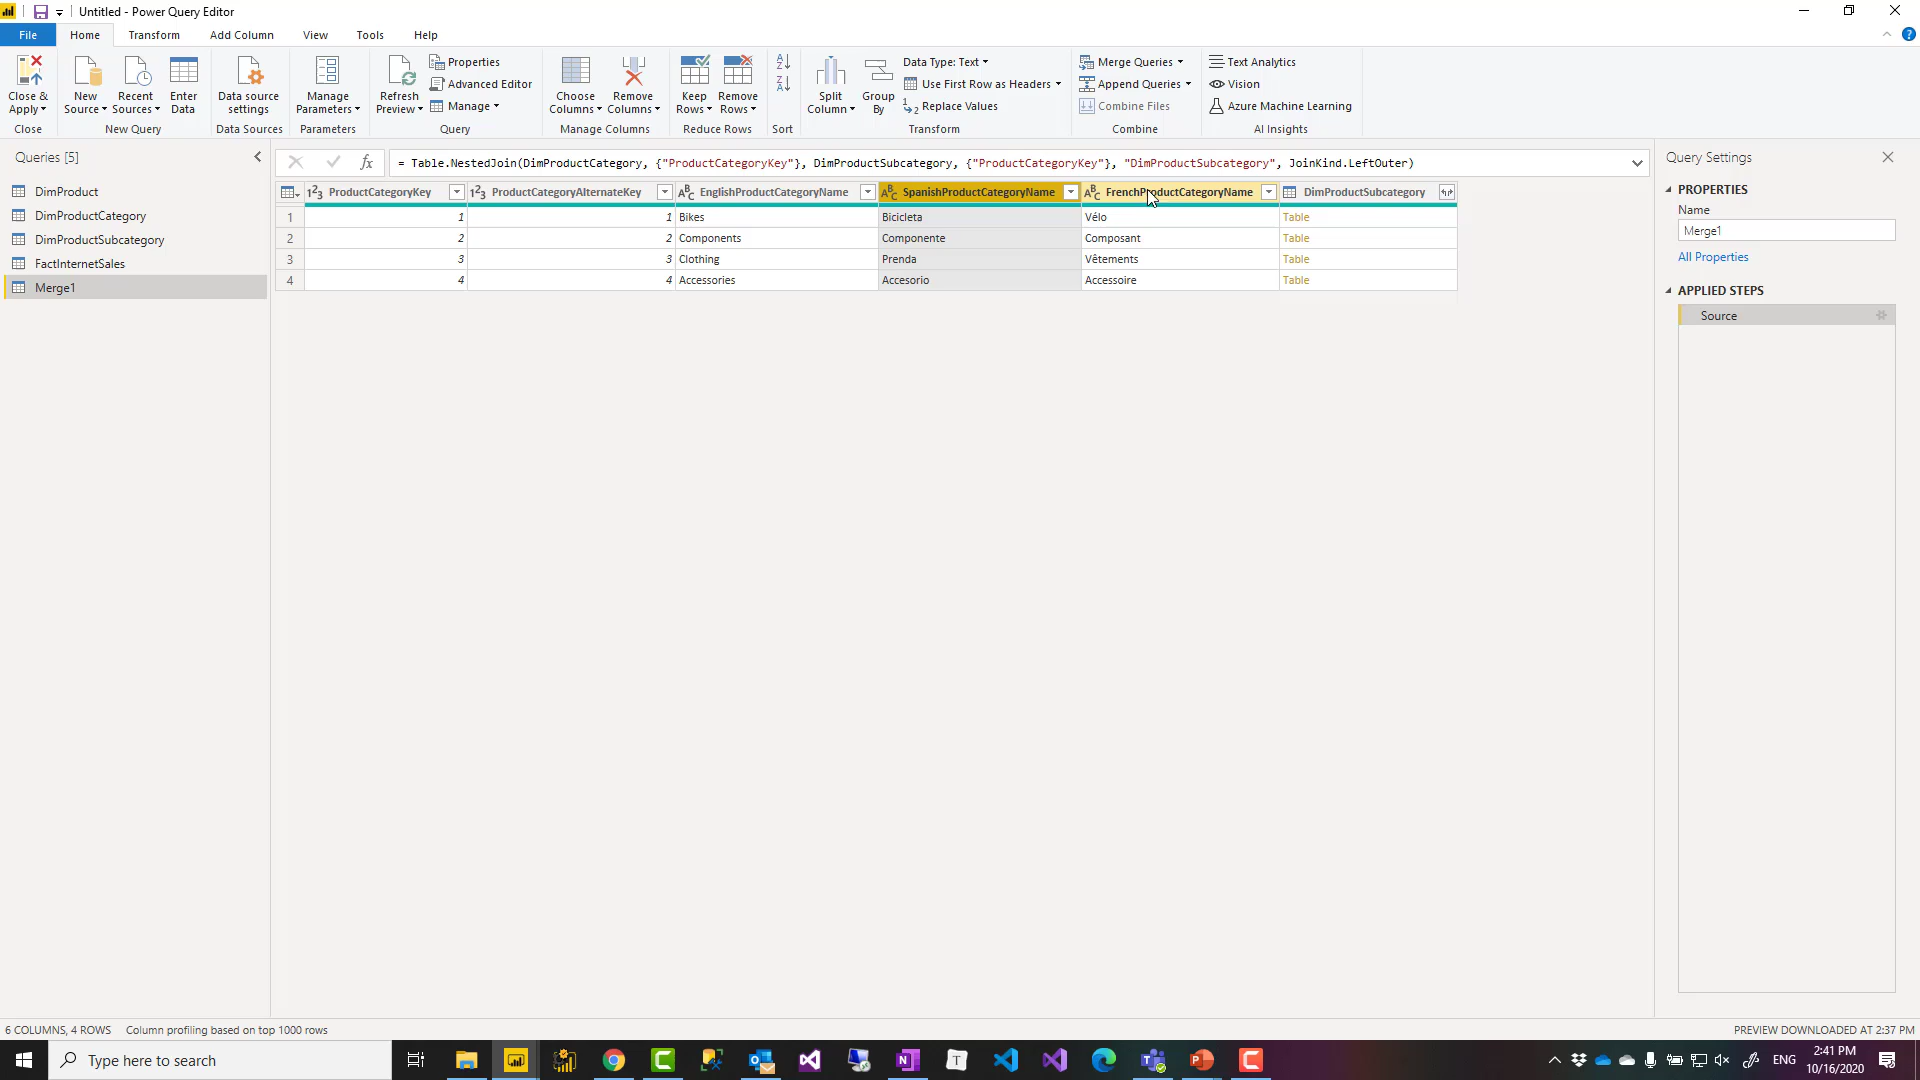 Untitled - Power Query Editor
File Home Transform Add Column View Tools Help
Close & Apply
New Source
Recent Sources
Enter Data
Data source settings
Manage Parameters
Refresh Preview
Properties
Advanced Editor
Manage
Choose Columns
Remove Columns
Keep Rows
Remove Rows
Split Column
Group By
Data Type: Text
Use First Row as Headers
Replace Values
Merge Queries
Append Queries
Combine Files
Text Analytics
Vision
Azure Machine Learning
Close New Query Data Sources Parameters Query Manage Columns Reduce Rows Sort Transform Combine AI Insights
Queries [5]
DimProduct
DimProductCategory
DimProductSubcategory
FactInternetSales
Merge1
= Table.NestedJoin(DimProductCategory, {"ProductCategoryKey"}, DimProductSubcategory, {"ProductCategoryKey"}, "DimProductSubcategory", JoinKind.LeftOuter)
ProductCategoryKey ProductCategoryAlternateKey EnglishProductCategoryName SpanishProductCategoryName FrenchProductCategoryName DimProductSubcategory
1 1 1 Bikes Bicicleta Vélo Table
2 2 2 Components Componente Composant Table
3 3 3 Clothing Prenda Vêtements Table
4 4 4 Accessories Accesorio Accessoire Table
Query Settings
PROPERTIES
Name
Merge1
All Properties
APPLIED STEPS
Source
6 COLUMNS, 4 ROWS Column profiling based on top 1000 rows
PREVIEW DOWNLOADED AT 2:37 PM
Type here to search
ENG
2:41 PM
10/16/2020